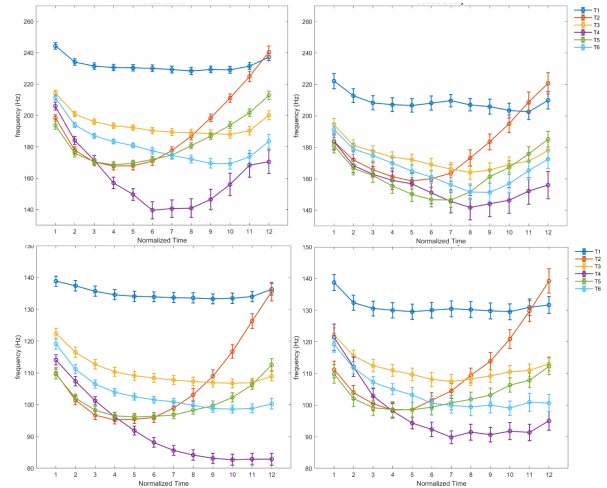 260
240
220
200
180
160
140
frequency (Hz)
1 2 3 4 5 6 7 8 9 10 11 12
Normalized Time
260
240
220
200
180
160
140
frequency (Hz)
1 2 3 4 5 6 7 8 9 10 11 12
Normalized Time
T1
T2
T3
T4
T5
T6
150
140
130
120
110
100
90
80
frequency (Hz)
1 2 3 4 5 6 7 8 9 10 11 12
Normalized Time
150
140
130
120
110
100
90
80
frequency (Hz)
1 2 3 4 5 6 7 8 9 10 11 12
Normalized Time
T1
T2
T3
T4
T5
T6